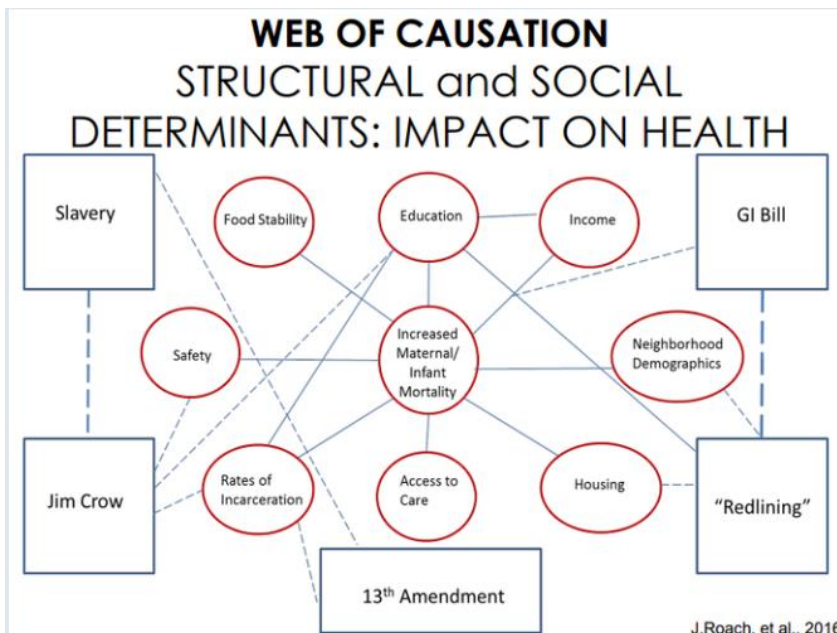 WEB OF CAUSATION
STRUCTURAL and SOCIAL
DETERMINANTS: IMPACT ON HEALTH
Slavery
Food Stability
Education
Income
GI Bill
Safety
Increased
Maternal/
Infant
Mortality
Neighborhood
Demographics
Jim Crow
Rates of
Incarceration
Access to
Care
Housing
“Redlining”
13th Amendment
J.Roach, et al., 2016